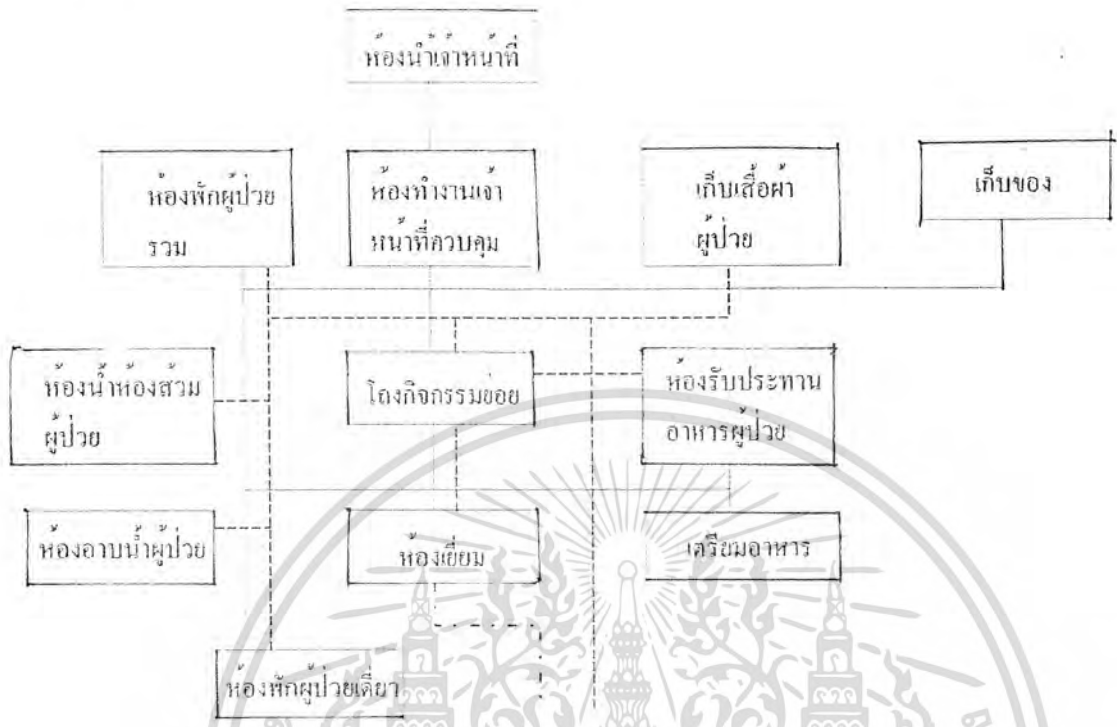 ห้องน้ำเจ้าหน้าที่
ห้องพักผู้ป่วย
รวม
ห้องทำงานเจ้า
หน้าที่ควบคุม
เก็บเสื้อผ้า
ผู้ป่วย
เก็บของ
ห้องน้ำห้องส้วม
ผู้ป่วย
โถงกิจกรรมย่อย
ห้องรับประทาน
อาหารผู้ป่วย
ห้องอาบน้ำผู้ป่วย
ห้องเยี่ยม
เตรียมอาหาร
ห้องพักผู้ป่วยเดี่ยว